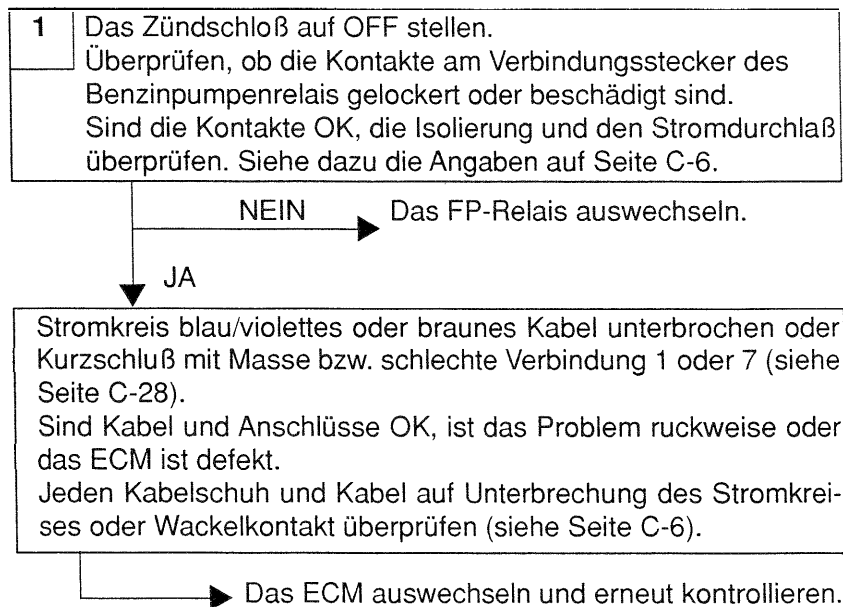 1 Das Zündschloß auf OFF stellen.
Überprüfen, ob die Kontakte am Verbindungsstecker des
Benzinpumpenrelais gelockert oder beschädigt sind.
Sind die Kontakte OK, die Isolierung und den Stromdurchlaß
überprüfen. Siehe dazu die Angaben auf Seite C-6.
NEIN Das FP-Relais auswechseln.
JA
Stromkreis blau/violettes oder braunes Kabel unterbrochen oder
Kurzschluß mit Masse bzw. schlechte Verbindung 1 oder 7 (siehe
Seite C-28).
Sind Kabel und Anschlüsse OK, ist das Problem ruckweise oder
das ECM ist defekt.
Jeden Kabelschuh und Kabel auf Unterbrechung des Stromkrei-
ses oder Wackelkontakt überprüfen (siehe Seite C-6).
Das ECM auswechseln und erneut kontrollieren.